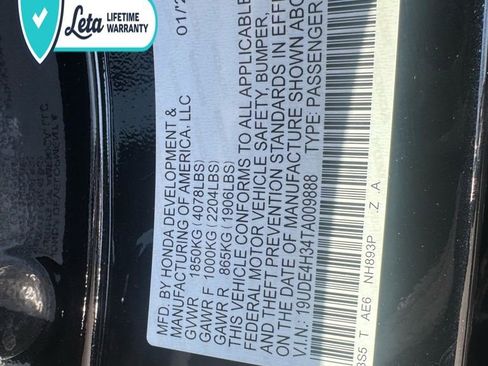 Leta LIFETIME
WARRANTY
MFD. BY HONDA DEVELOPMENT & 01/2
MANUFACTURING OF AMERICA, LLC
GVWR 1850KG (4078LBS)
GAWR F 1000KG (2204LBS)
GAWR R 865KG (1906LBS)
THIS VEHICLE CONFORMS TO ALL APPLICABLE
FEDERAL MOTOR VEHICLE SAFETY, BUMPER,
AND THEFT PREVENTION STANDARDS IN EFF
ON THE DATE OF MANUFACTURE SHOWN ABO
V.I.N.: 19UDE4H34TA009888 TYPE: PASSENGER
3S5 T AE6 NH893P Z .A